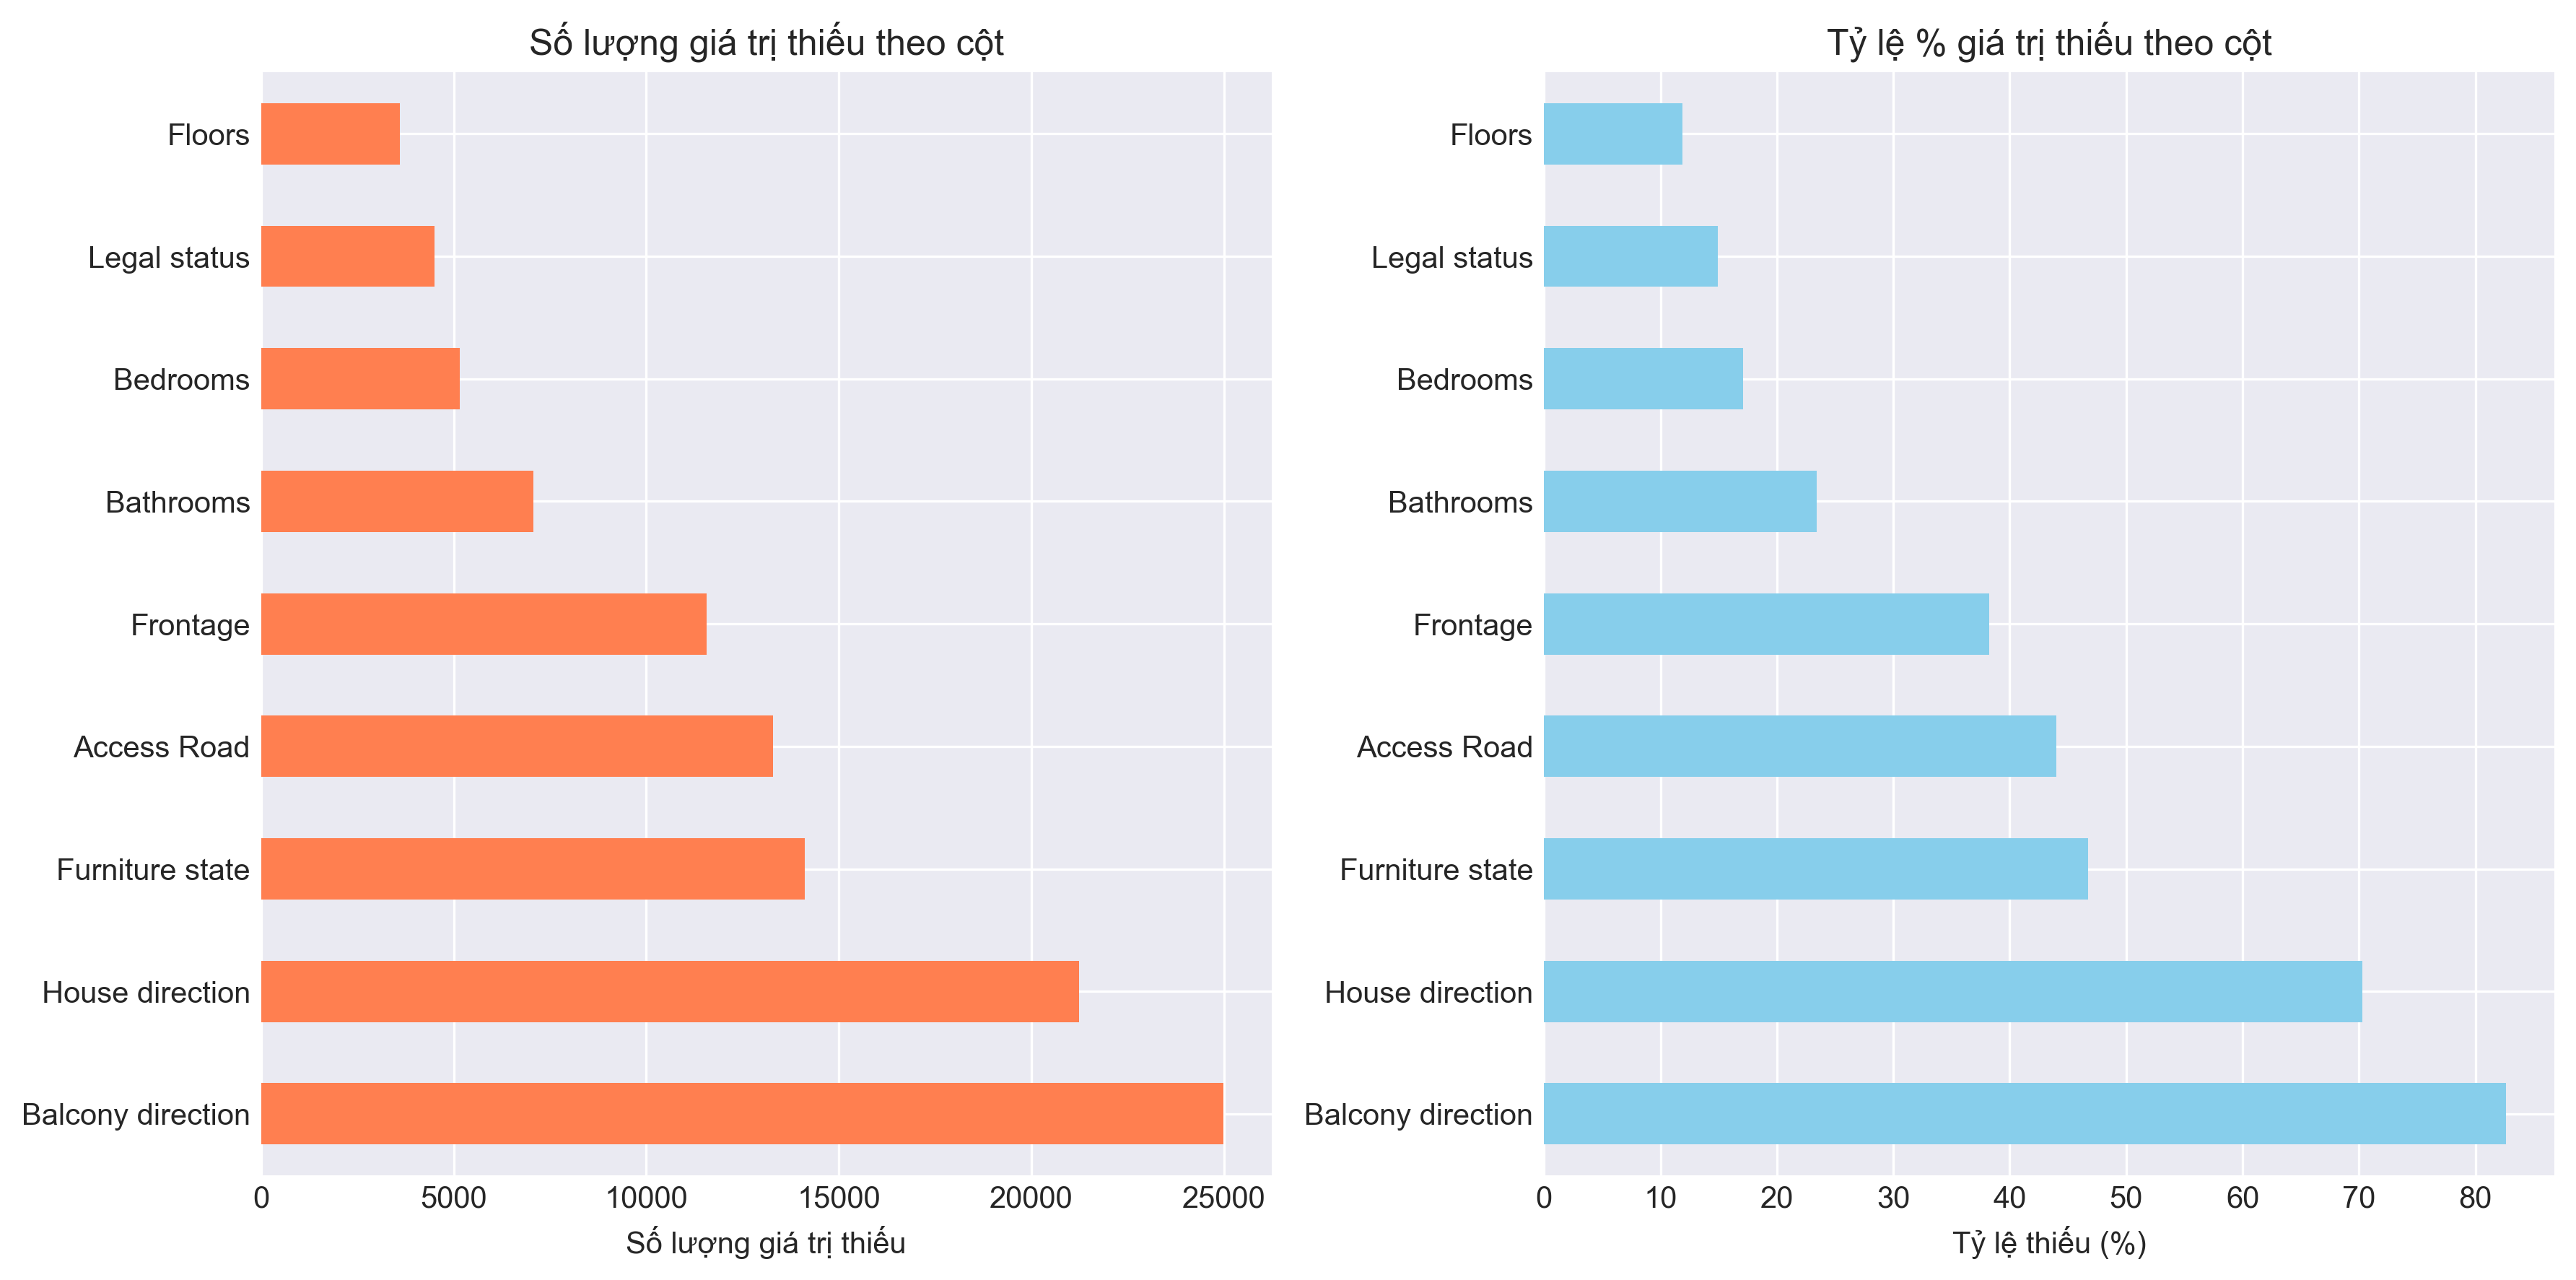 Số lượng giá trị thiếu theo cột
Floors
Legal status
Bedrooms
Bathrooms
Frontage
Access Road
Furniture state
House direction
Balcony direction
0 5000 10000 15000 20000 25000
Số lượng giá trị thiếu
Tỷ lệ % giá trị thiếu theo cột
Floors
Legal status
Bedrooms
Bathrooms
Frontage
Access Road
Furniture state
House direction
Balcony direction
0 10 20 30 40 50 60 70 80
Tỷ lệ thiếu (%)